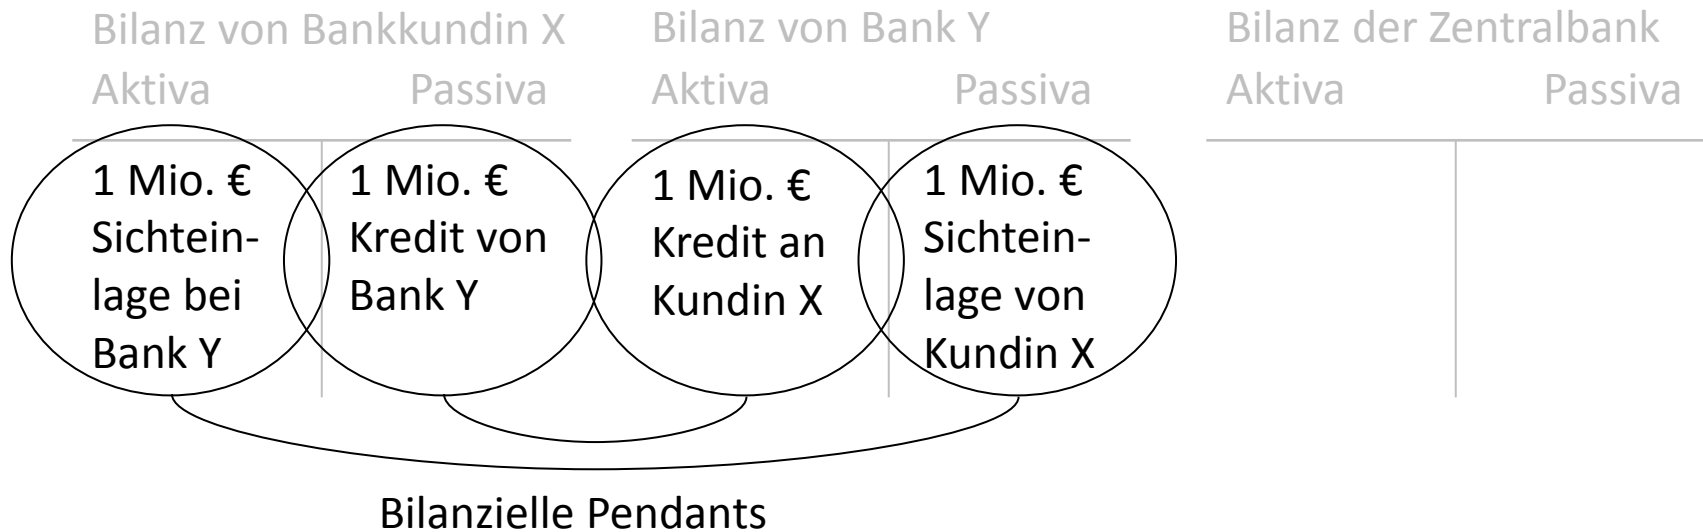 Bilanz von Bankkundin X
Aktiva Passiva
1 Mio. €
Sichtein-
lage bei
Bank Y
1 Mio. €
Kredit von
Bank Y
Bilanz von Bank Y
Aktiva Passiva
1 Mio. €
Kredit an
Kundin X
1 Mio. €
Sichtein-
lage von
Kundin X
Bilanz der Zentralbank
Aktiva Passiva
Bilanzielle Pendants